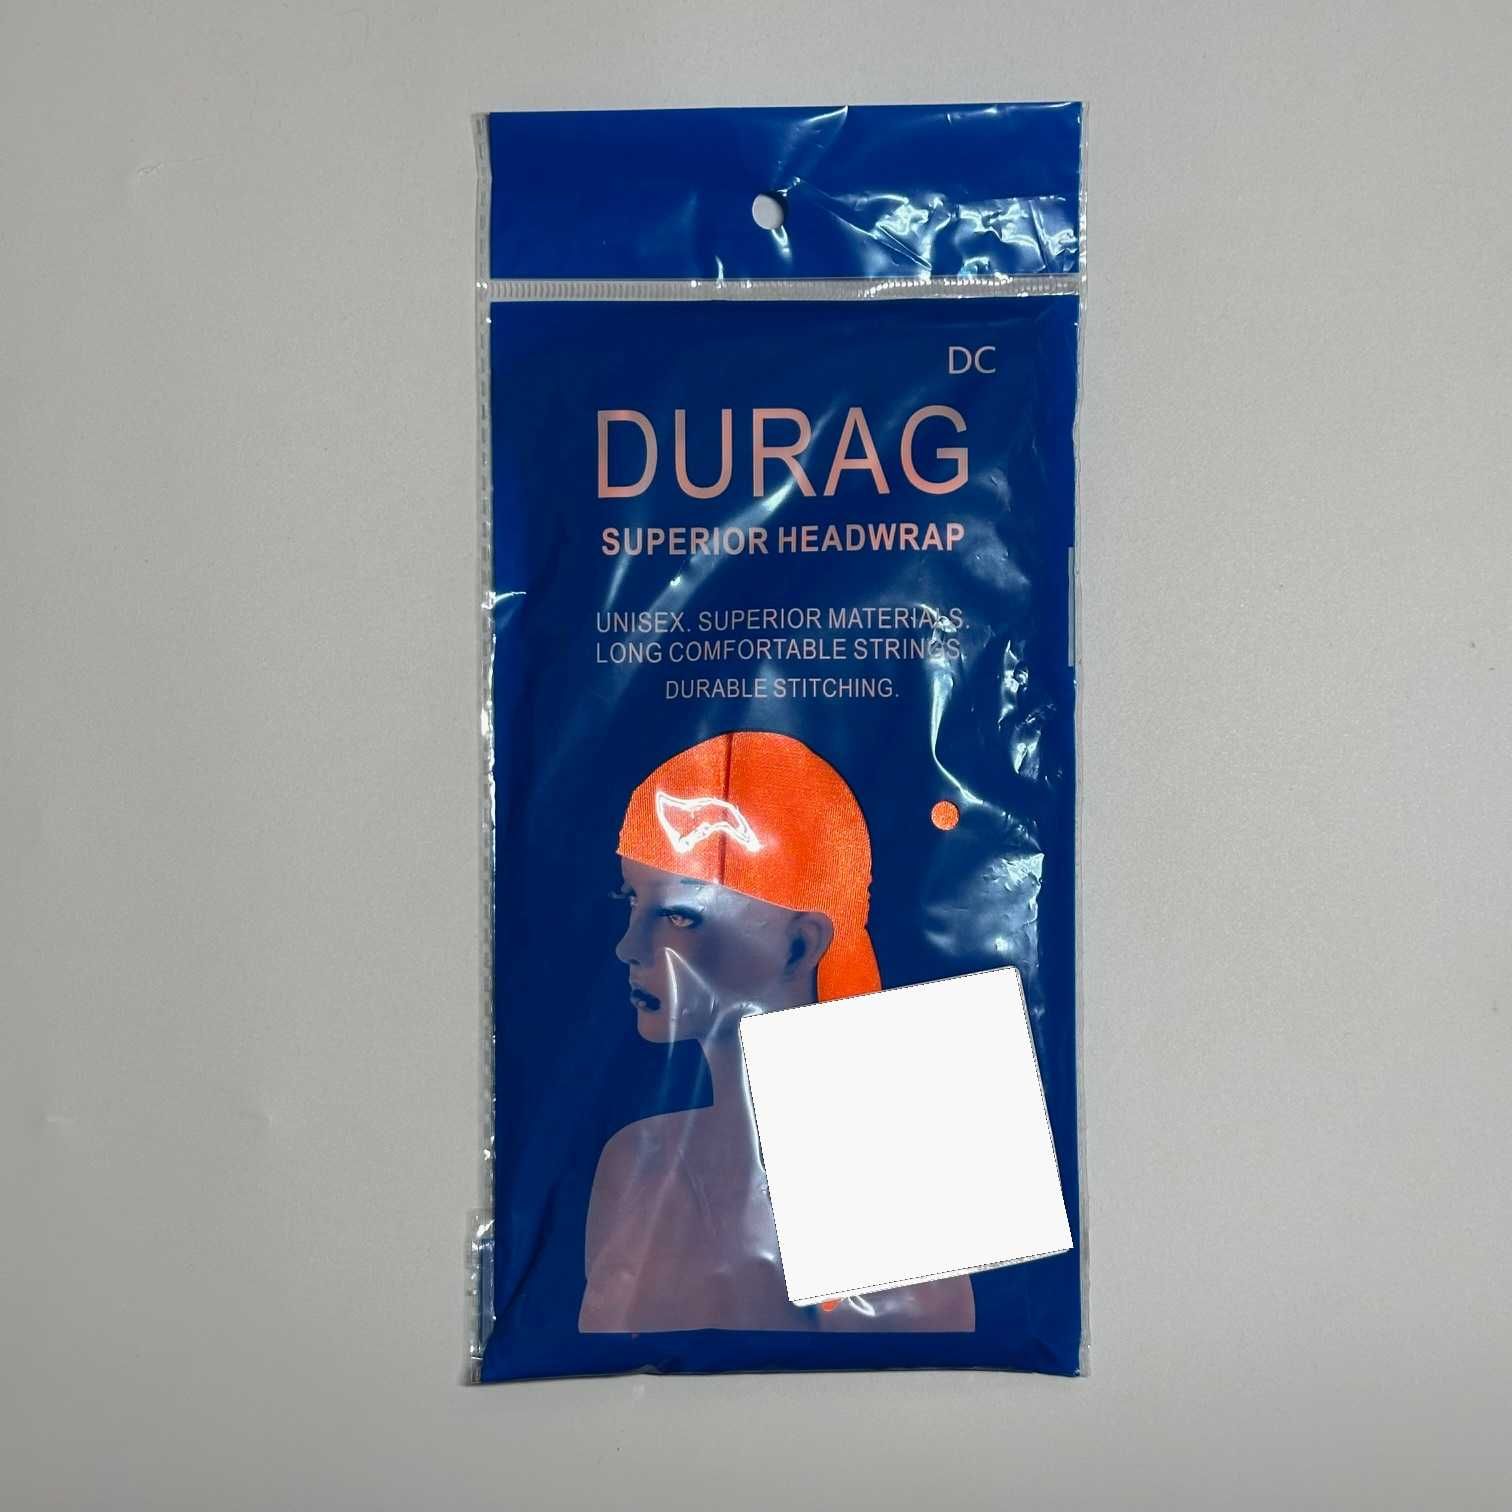 DC
DURAG
SUPERIOR HEADWRAP
UNISEX. SUPERIOR MATERIALS.
LONG COMFORTABLE STRINGS.
DURABLE STITCHING.